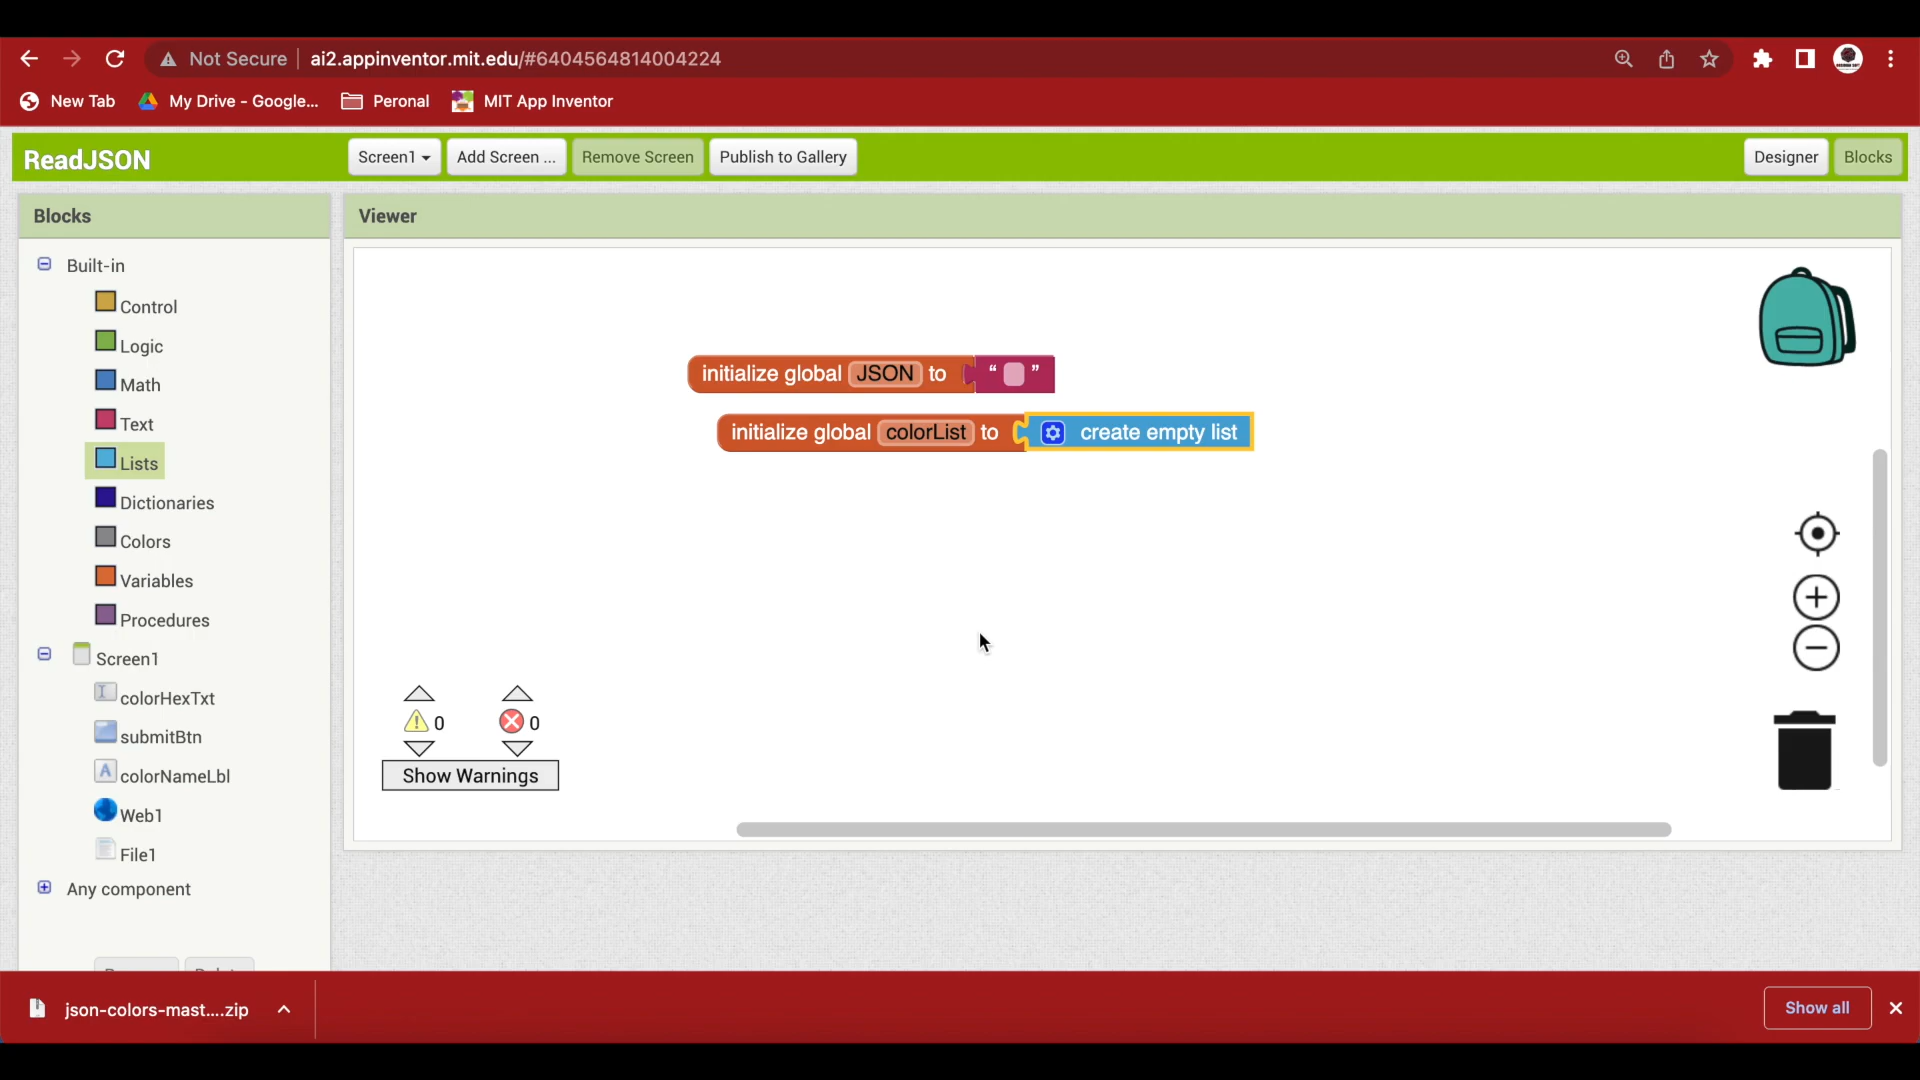 Not Secure ai2.appinventor.mit.edu/#6404564814004224
New Tab My Drive - Google... Peronal MIT App Inventor
ReadJSON Screen1 Add Screen ... Remove Screen Publish to Gallery Designer Blocks
Blocks Viewer
Built-in
Control
Logic
Math
Text
Lists
Dictionaries
Colors
Variables
Procedures
Screen1
colorHexTxt
submitBtn
colorNameLbl
Web1
File1
Any component
initialize global JSON to “ ”
initialize global colorList to create empty list
0 0
Show Warnings
json-colors-mast....zip Show all